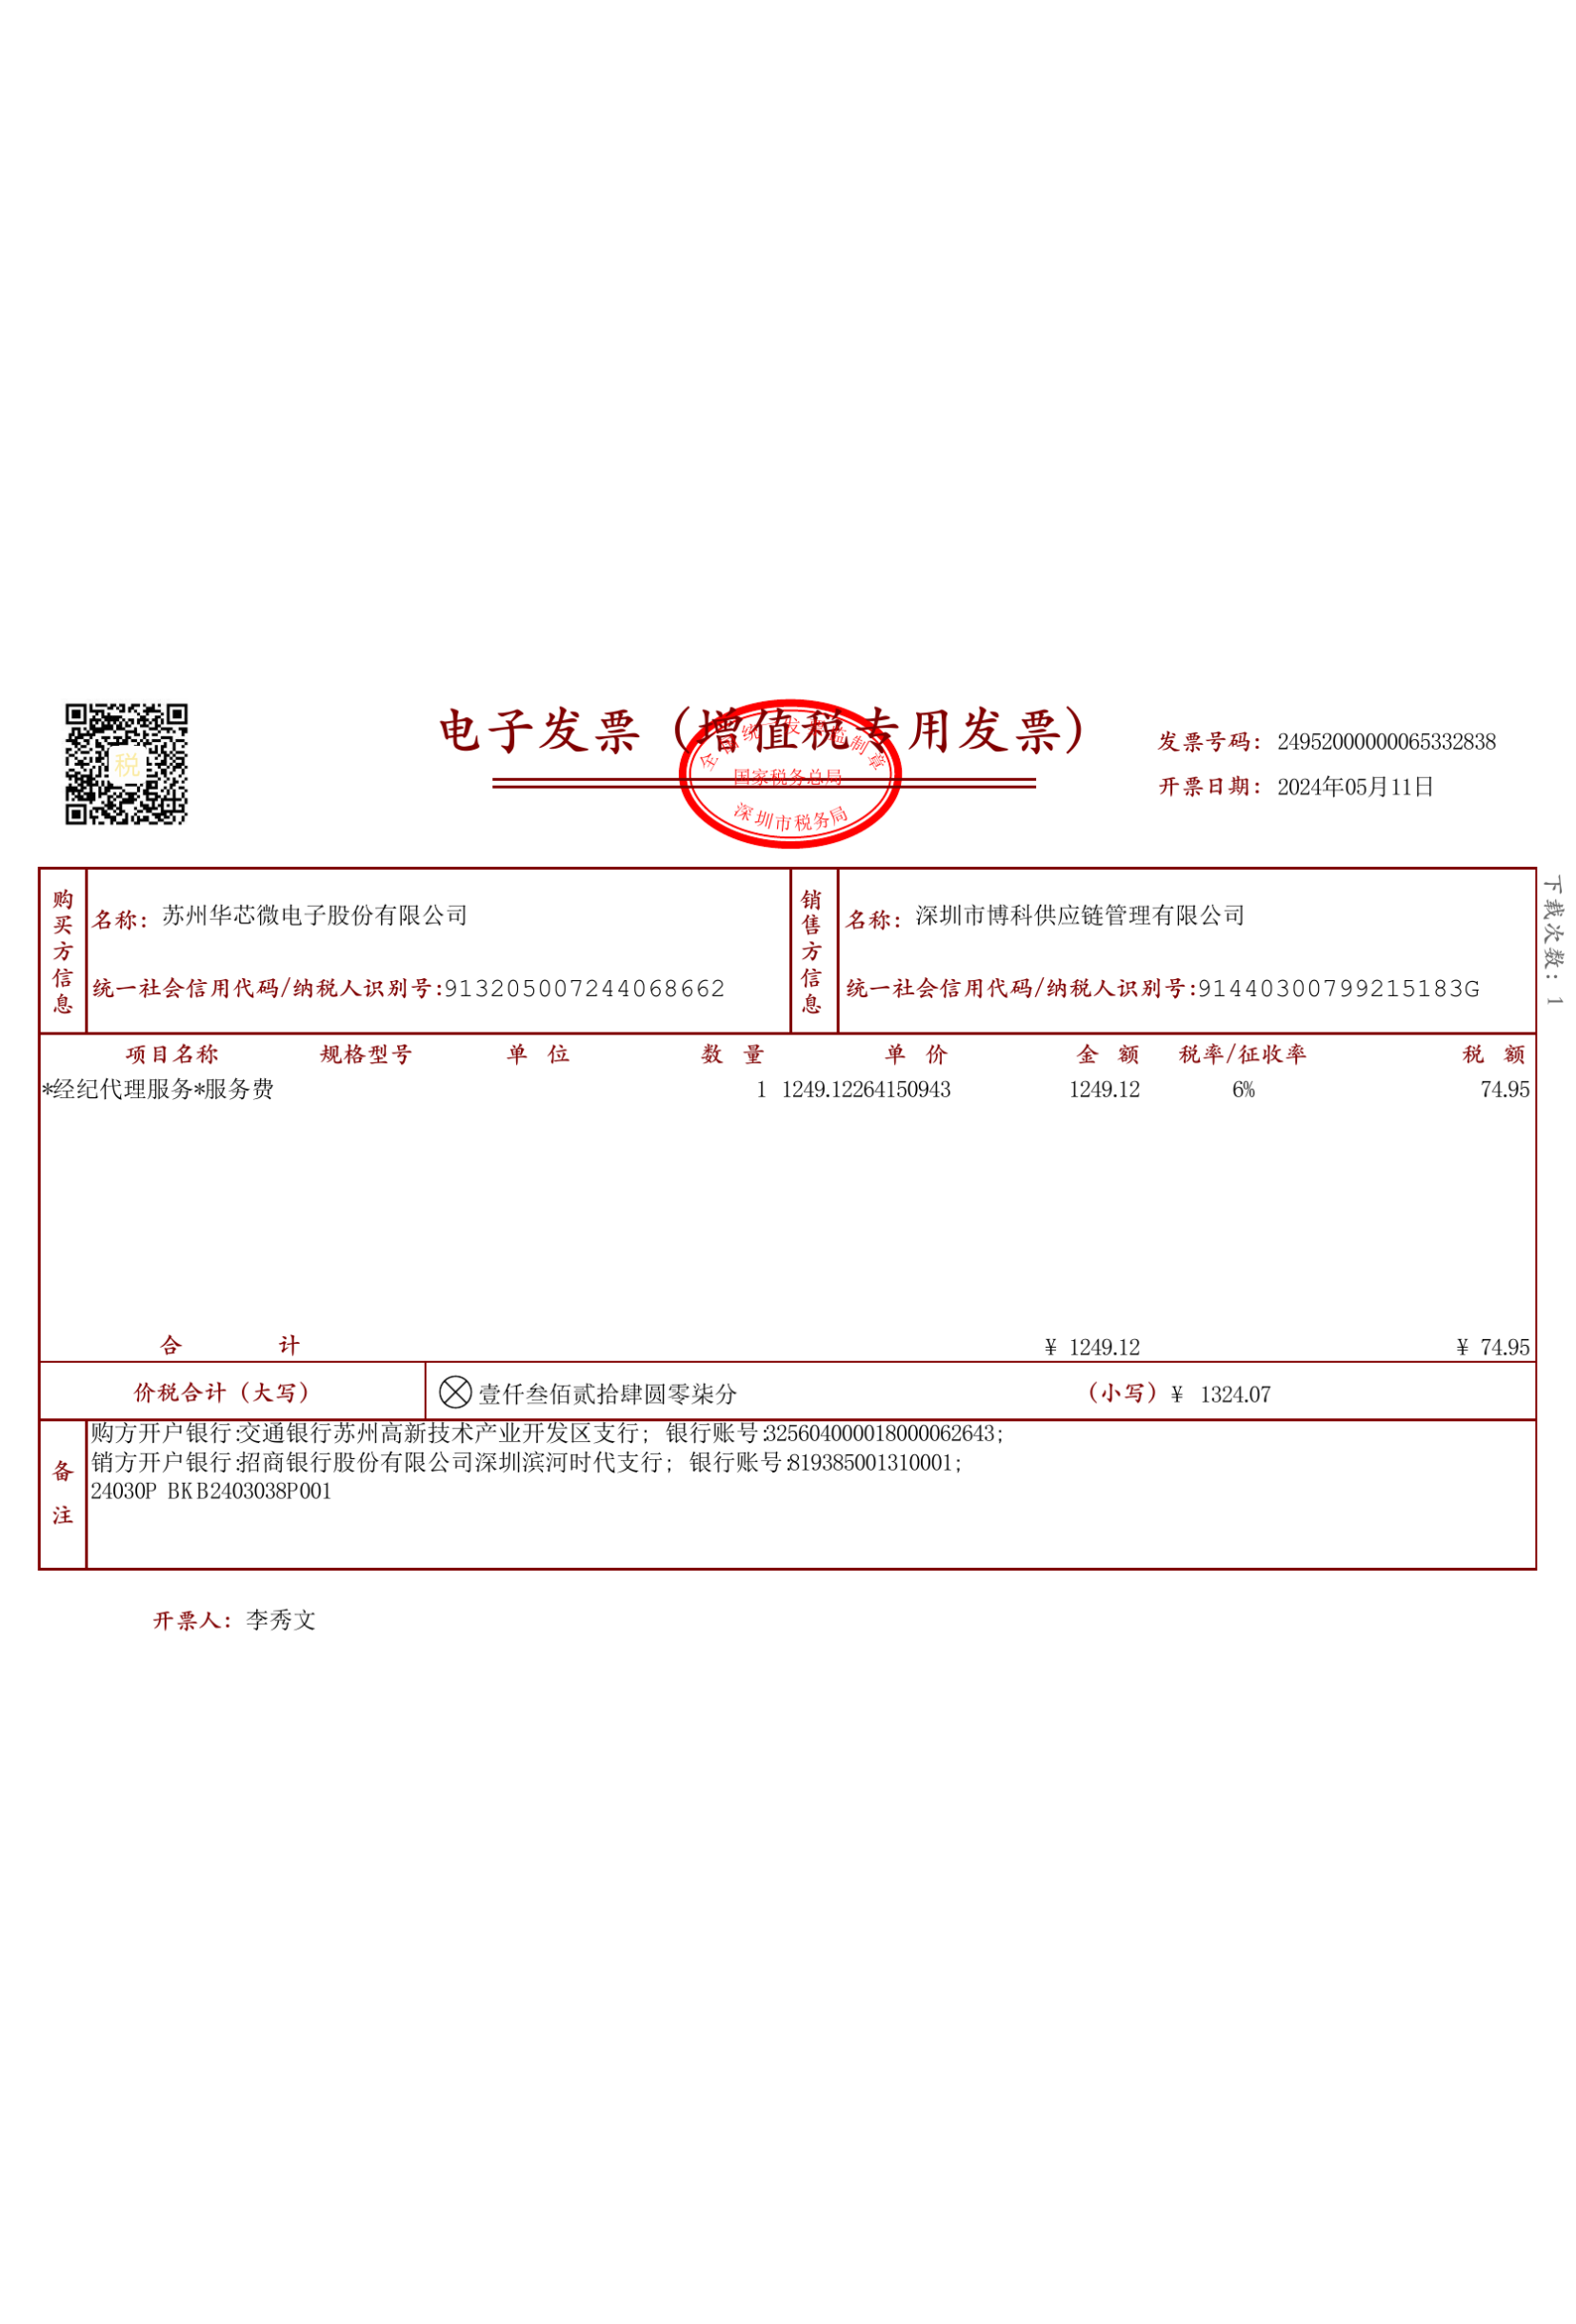 税
电子发票（增值税专用发票）
全国统一发票监制章
国家税务总局
深圳市税务局
发票号码：24952000000065332838
开票日期：2024年05月11日
下载次数：1
购买方信息
名称：苏州华芯微电子股份有限公司
统一社会信用代码/纳税人识别号:913205007244068662
销售方信息
名称：深圳市博科供应链管理有限公司
统一社会信用代码/纳税人识别号:91440300799215183G
项目名称 规格型号 单 位 数 量 单 价 金 额 税率/征收率 税 额
*经纪代理服务*服务费 1 1249.12264150943 1249.12 6% 74.95
合 计 ¥ 1249.12 ¥ 74.95
价税合计（大写） 壹仟叁佰贰拾肆圆零柒分 （小写）¥ 1324.07
备注
购方开户银行:交通银行苏州高新技术产业开发区支行； 银行账号:325604000018000062643;
销方开户银行:招商银行股份有限公司深圳滨河时代支行； 银行账号:819385001310001;
24030P BKB2403038P001
开票人：李秀文